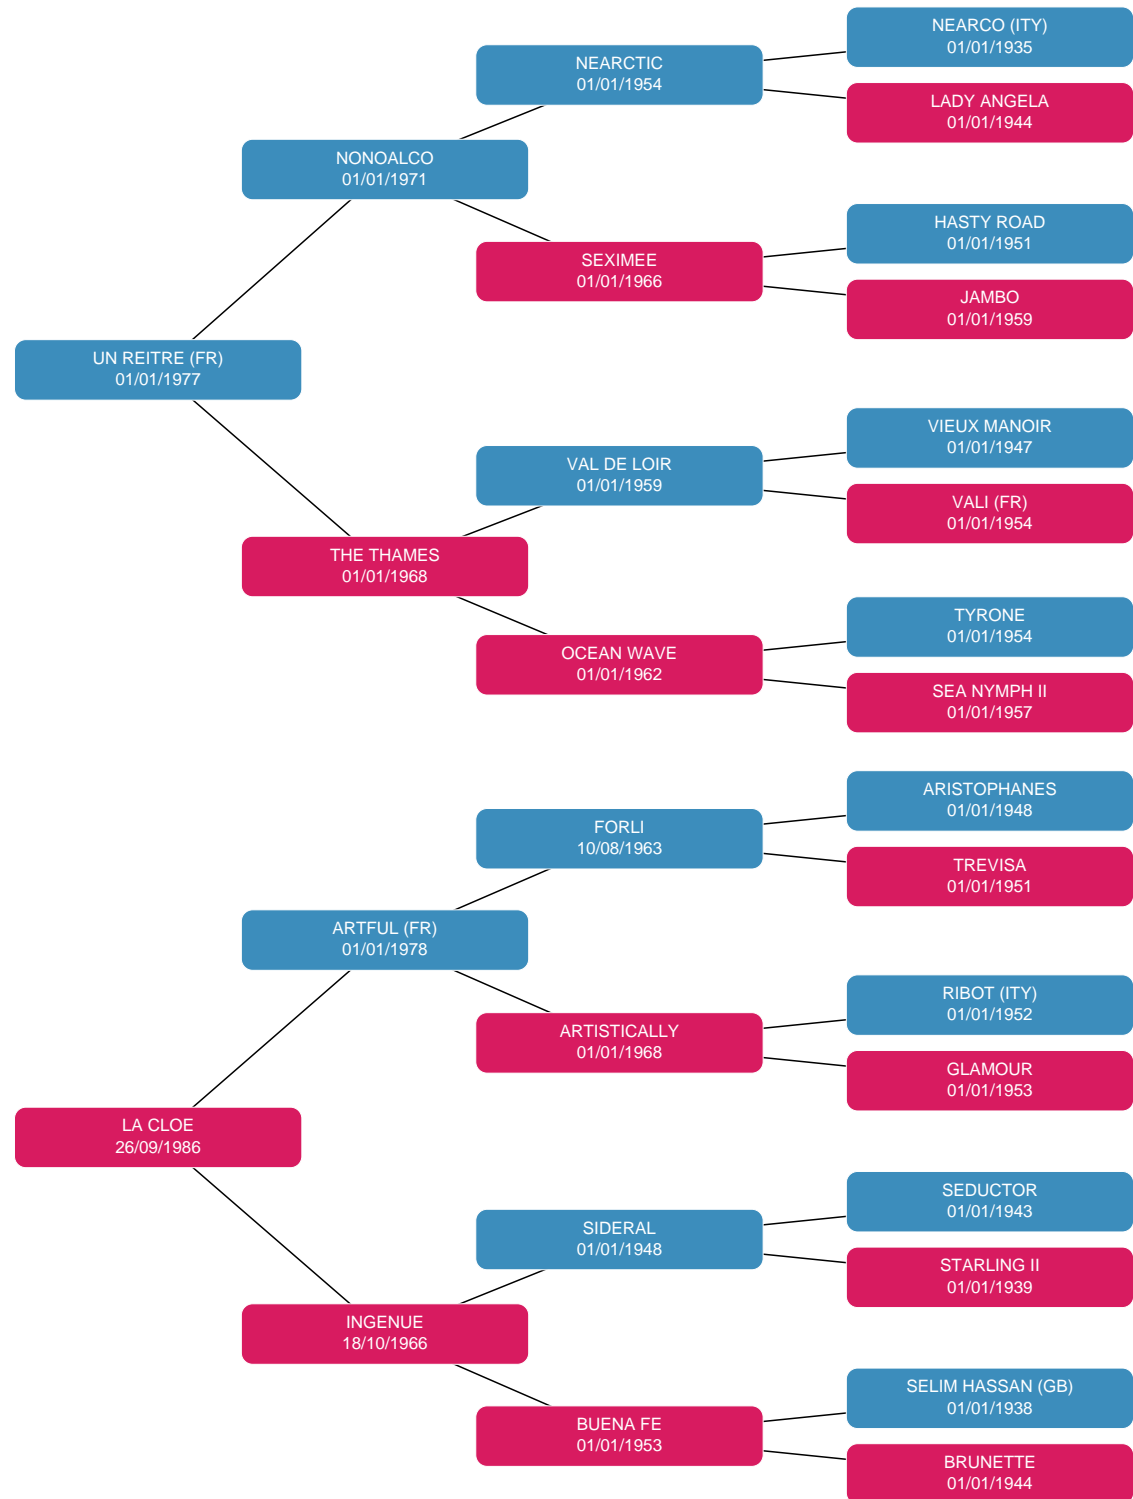 NEARCO (ITY)
01/01/1935
NEARCTIC
01/01/1954
LADY ANGELA
01/01/1944
NONOALCO
01/01/1971
HASTY ROAD
01/01/1951
SEXIMEE
01/01/1966
JAMBO
01/01/1959
UN REITRE (FR)
01/01/1977
VIEUX MANOIR
01/01/1947
VAL DE LOIR
01/01/1959
VALI (FR)
01/01/1954
THE THAMES
01/01/1968
TYRONE
01/01/1954
OCEAN WAVE
01/01/1962
SEA NYMPH II
01/01/1957
ARISTOPHANES
01/01/1948
FORLI
10/08/1963
TREVISA
01/01/1951
ARTFUL (FR)
01/01/1978
RIBOT (ITY)
01/01/1952
ARTISTICALLY
01/01/1968
GLAMOUR
01/01/1953
LA CLOE
26/09/1986
SEDUCTOR
01/01/1943
SIDERAL
01/01/1948
STARLING II
01/01/1939
INGENUE
18/10/1966
SELIM HASSAN (GB)
01/01/1938
BUENA FE
01/01/1953
BRUNETTE
01/01/1944